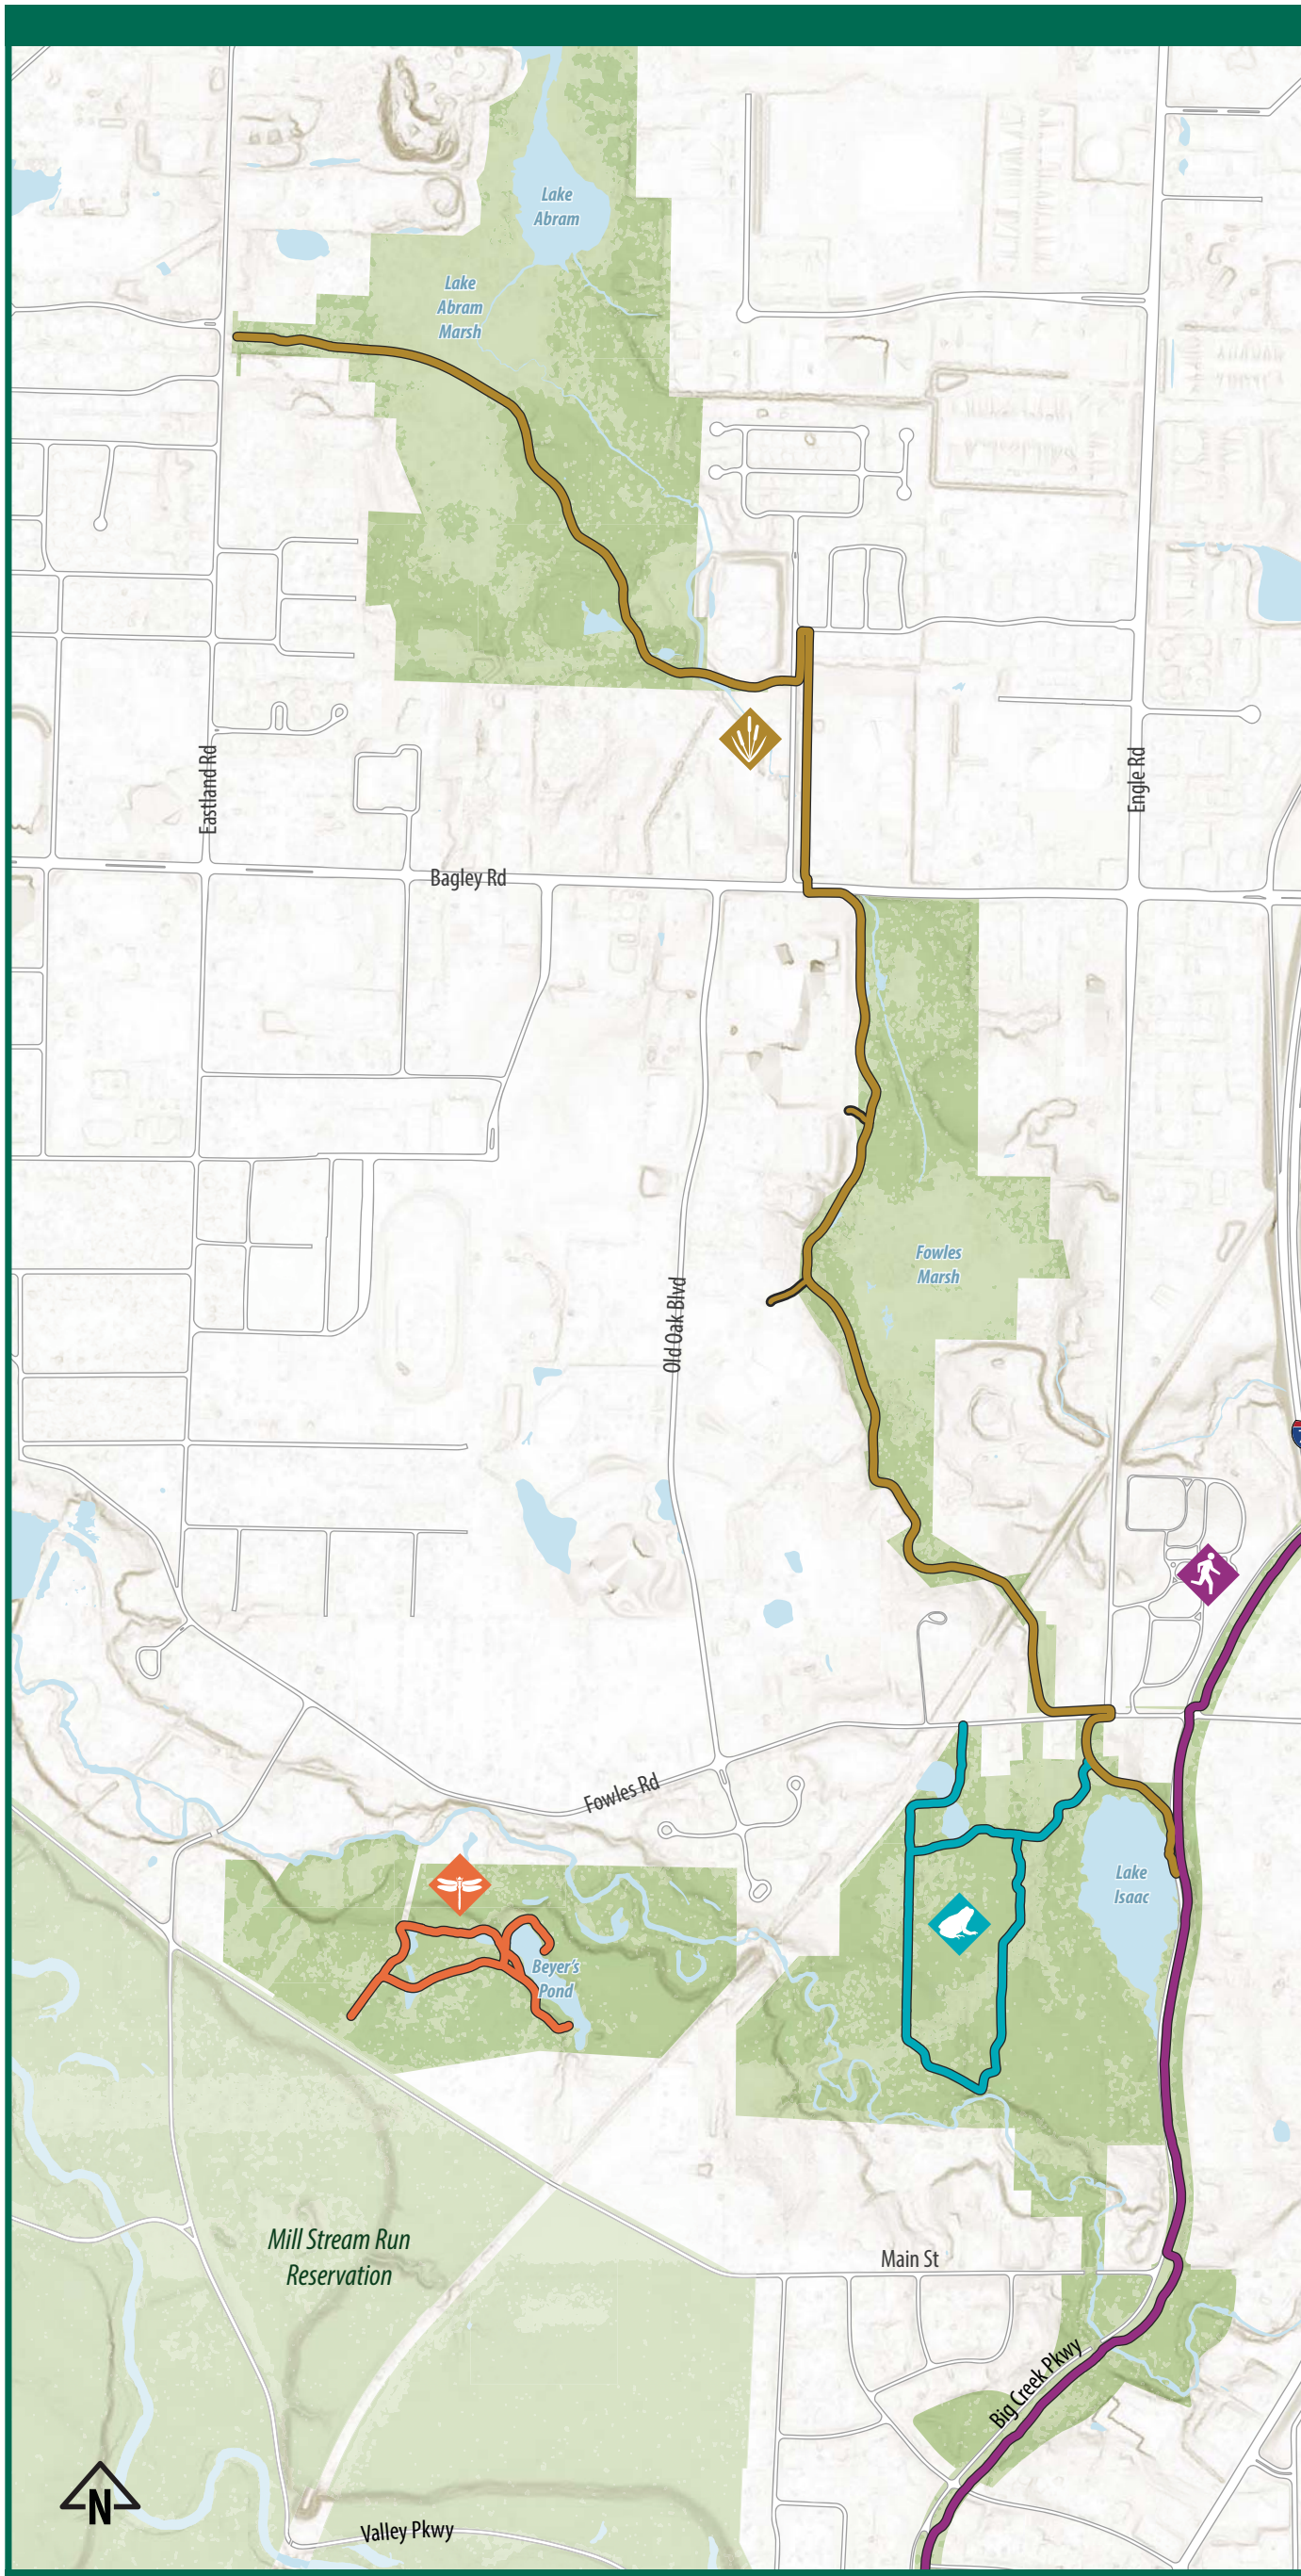 Lake
Abram
Lake
Abram
Marsh
Eastland Rd
Engle Rd
Bagley Rd
Fowles
Marsh
Old Oak Blvd
Fowles Rd
Lake
Isaac
Beyer's
Pond
Mill Stream Run
Reservation
Main St
Big Creek Pkwy
N
Valley Pkwy